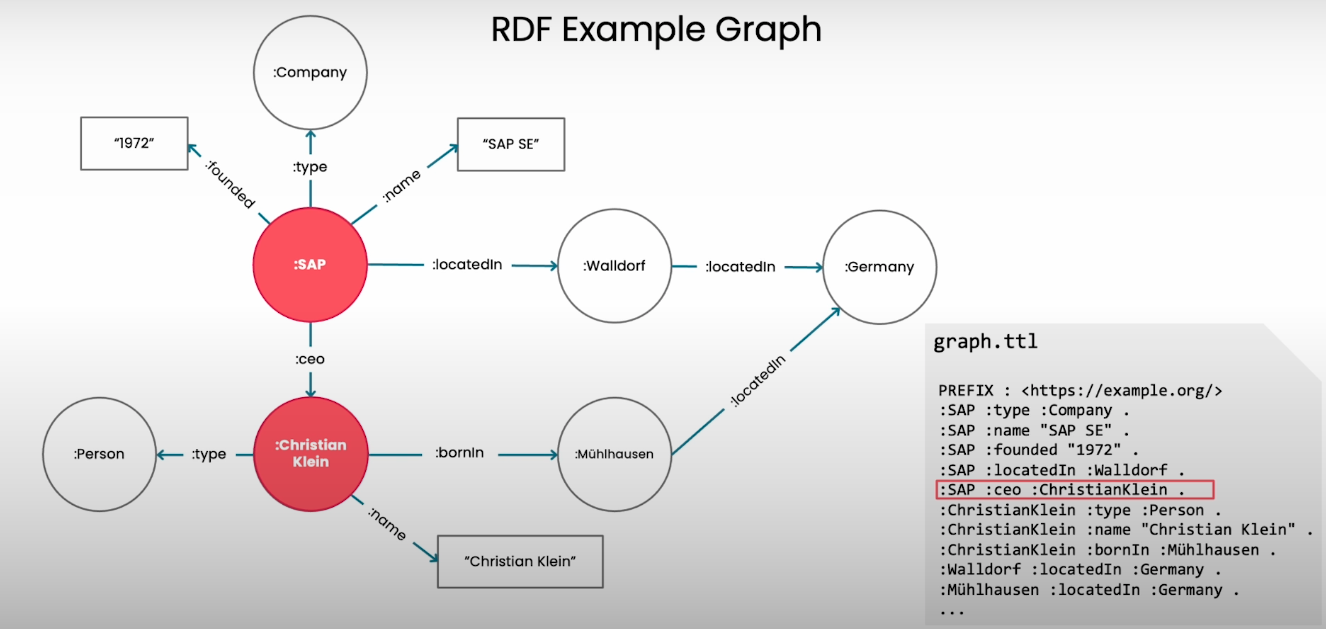 RDF Example Graph
:Company
"1972"
"SAP SE"
:founded
:type
:name
:SAP
:locatedIn
:Walldorf
:locatedIn
:Germany
:ceo
:locatedIn
:Person
:type
:Christian
Klein
:bornIn
:Mühlhausen
:name
"Christian Klein"
graph.ttl
PREFIX : <https://example.org/>
:SAP :type :Company .
:SAP :name "SAP SE" .
:SAP :founded "1972" .
:SAP :locatedIn :Walldorf .
:SAP :ceo :ChristianKlein .
:ChristianKlein :type :Person .
:ChristianKlein :name "Christian Klein" .
:ChristianKlein :bornIn :Mühlhausen .
:Walldorf :locatedIn :Germany .
:Mühlhausen :locatedIn :Germany .
...